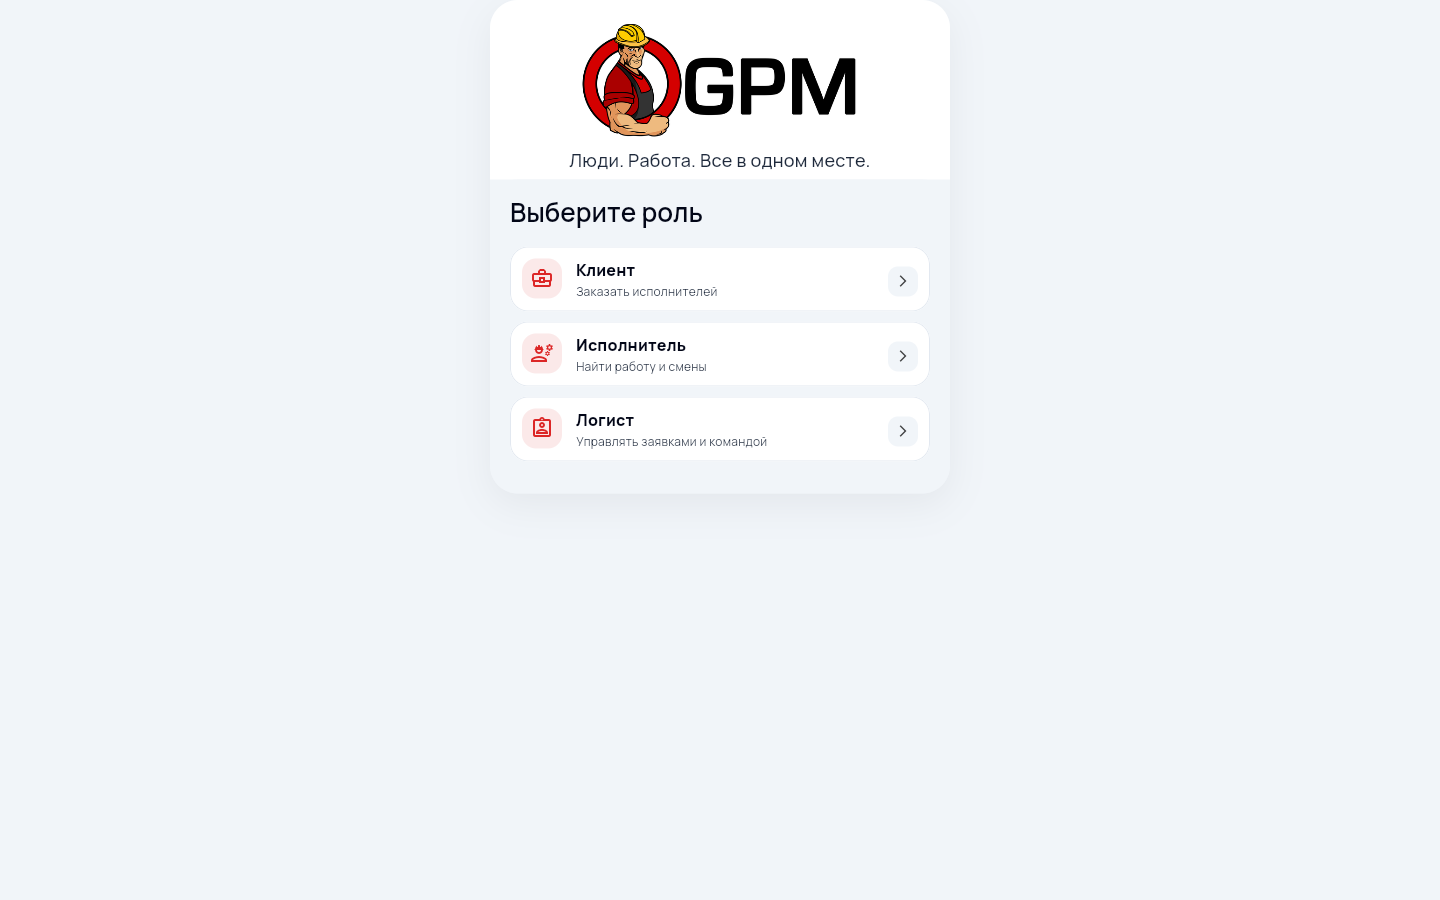 GPM
Люди. Работа. Все в одном месте.
Выберите роль
Клиент
Заказать исполнителей
Исполнитель
Найти работу и смены
Логист
Управлять заявками и командой